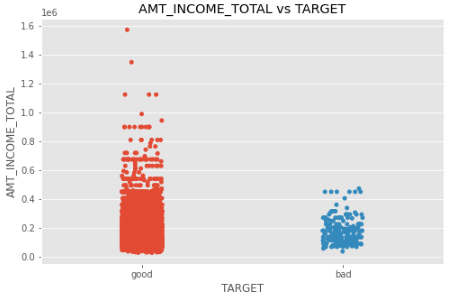 AMT_INCOME_TOTAL vs TARGET
1e6
1.6
1.4
1.2
1.0
0.8
0.6
0.4
0.2
0.0
AMT_INCOME_TOTAL
good
bad
TARGET